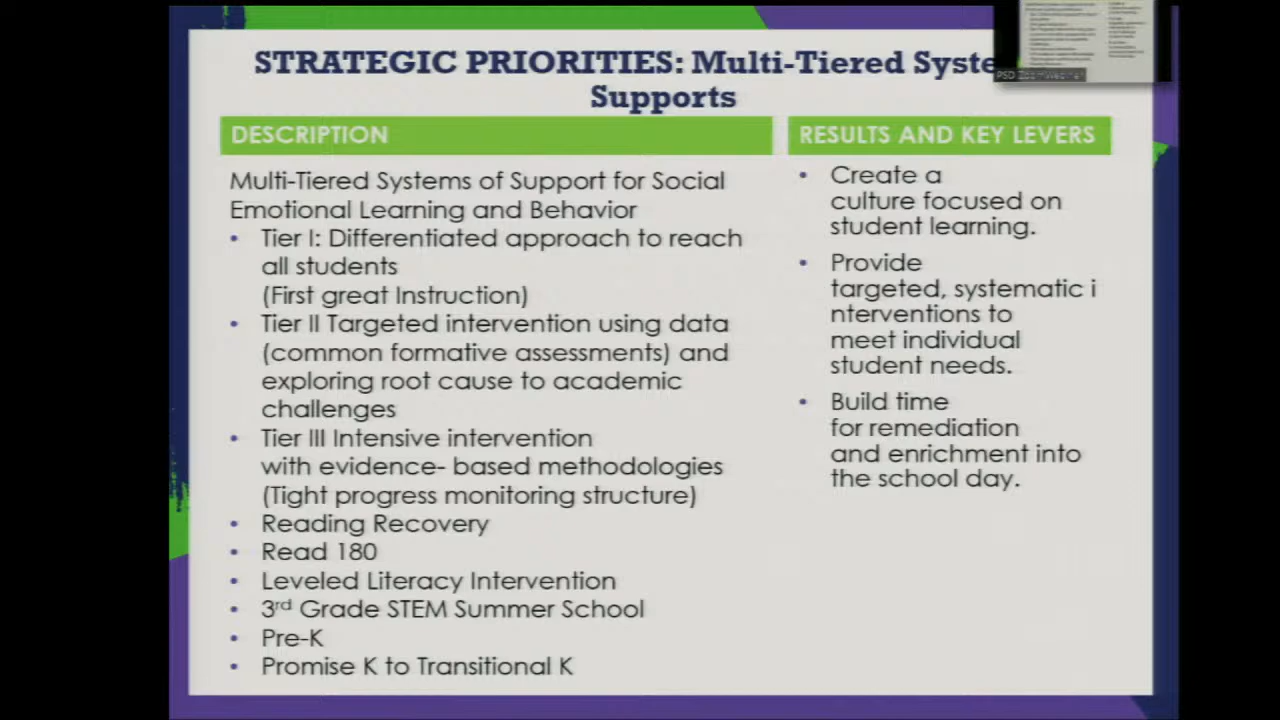 STRATEGIC PRIORITIES: Multi-Tiered Syste
Supports
DESCRIPTION
Multi-Tiered Systems of Support for Social
Emotional Learning and Behavior
• Tier I: Differentiated approach to reach
all students
(First great Instruction)
• Tier II Targeted intervention using data
(common formative assessments) and
exploring root cause to academic
challenges
• Tier III Intensive intervention
with evidence- based methodologies
(Tight progress monitoring structure)
• Reading Recovery
• Read 180
• Leveled Literacy Intervention
• 3rd Grade STEM Summer School
• Pre-K
• Promise K to Transitional K
RESULTS AND KEY LEVERS
• Create a
culture focused on
student learning.
• Provide
targeted, systematic i
nterventions to
meet individual
student needs.
• Build time
for remediation
and enrichment into
the school day.
PSD Zoom Webinar